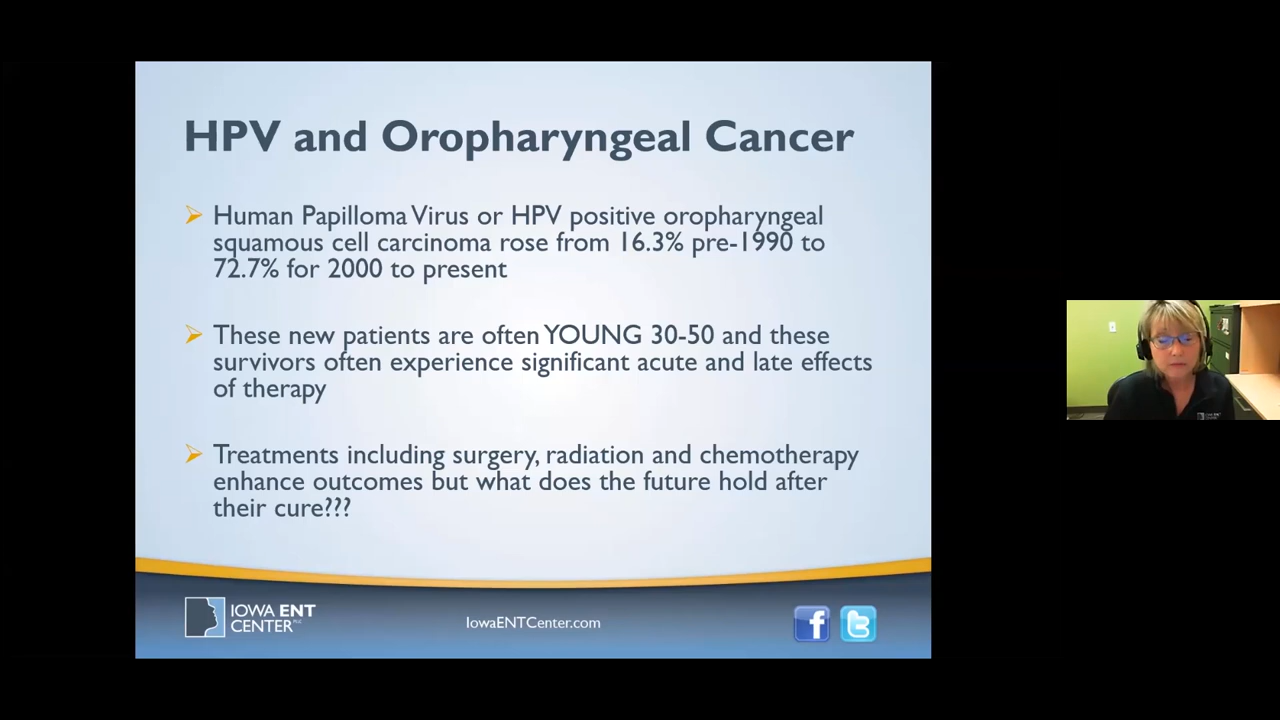 HPV and Oropharyngeal Cancer
Human Papilloma Virus or HPV positive oropharyngeal
squamous cell carcinoma rose from 16.3% pre-1990 to
72.7% for 2000 to present
These new patients are often YOUNG 30-50 and these
survivors often experience significant acute and late effects
of therapy
Treatments including surgery, radiation and chemotherapy
enhance outcomes but what does the future hold after
their cure???
IOWA ENT
CENTER
IowaENTCenter.com